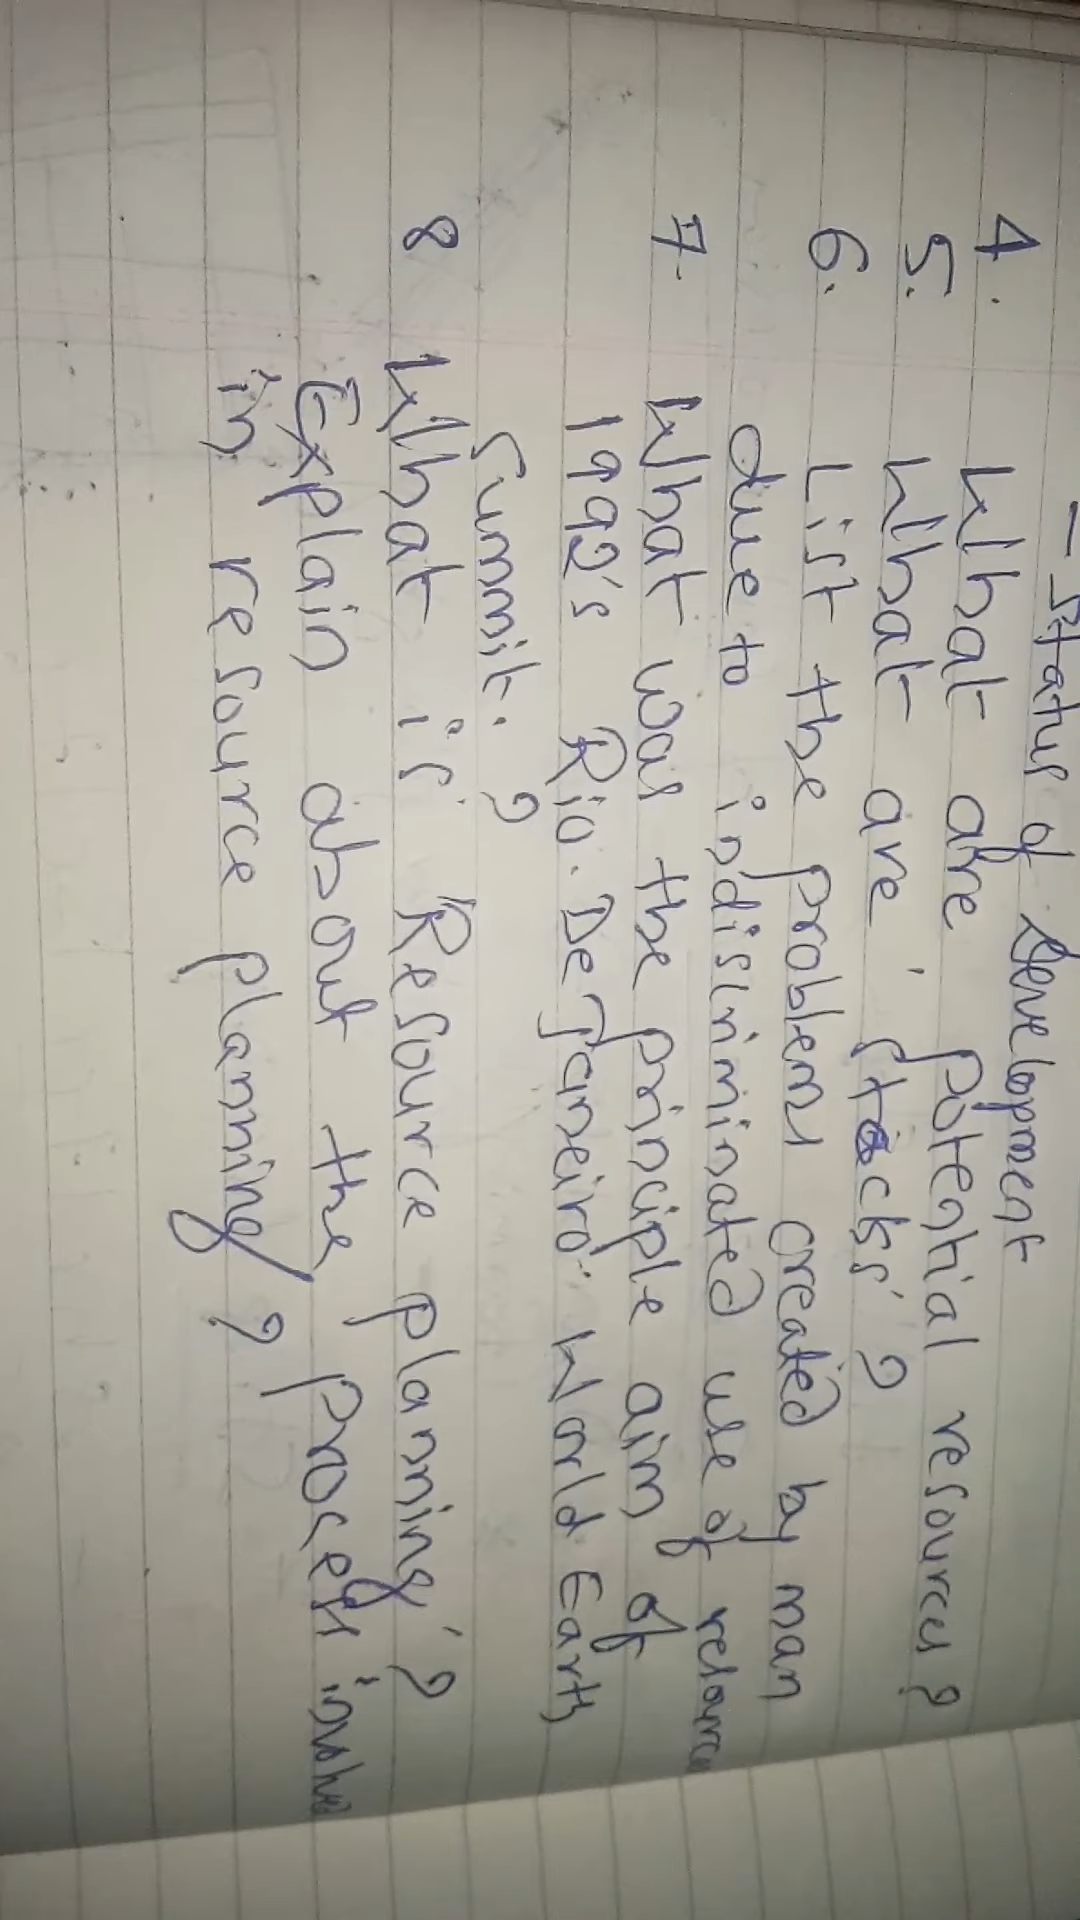 - Status of Development
4. What are Potential resources?
5. What are 'stocks'?
6. List the problems created by man
due to indiscriminated use of resources
7. What was the principle aim of
1992's Rio. De Janeiro World Earth
Summit. ?
8 What is Resource planning'?
Explain about the process involved
in resource planning?